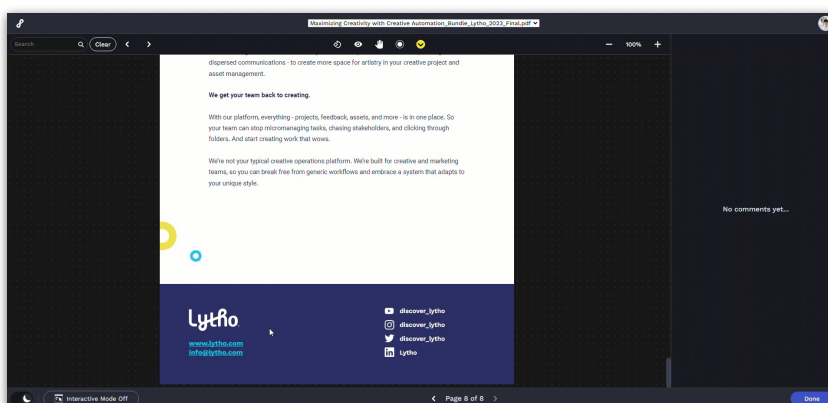 Maximizing Creativity with Creative Automation_Bundle_Lytho_2023_Final.pdf
Search
Clear
100%
dispersed communications - to create more space for artistry in your creative project and
asset management.
We get your team back to creating.
With our platform, everything - projects, feedback, assets, and more - is in one place. So
your team can stop micromanaging tasks, chasing stakeholders, and clicking through
folders. And start creating work that wows.
We're not your typical creative operations platform. We're built for creative and marketing
teams, so you can break free from generic workflows and embrace a system that adapts to
your unique style.
No comments yet...
Lytho
www.lytho.com
info@lytho.com
discover_lytho
discover_lytho
discover_lytho
Lytho
Interactive Mode Off
Page 8 of 8
Done